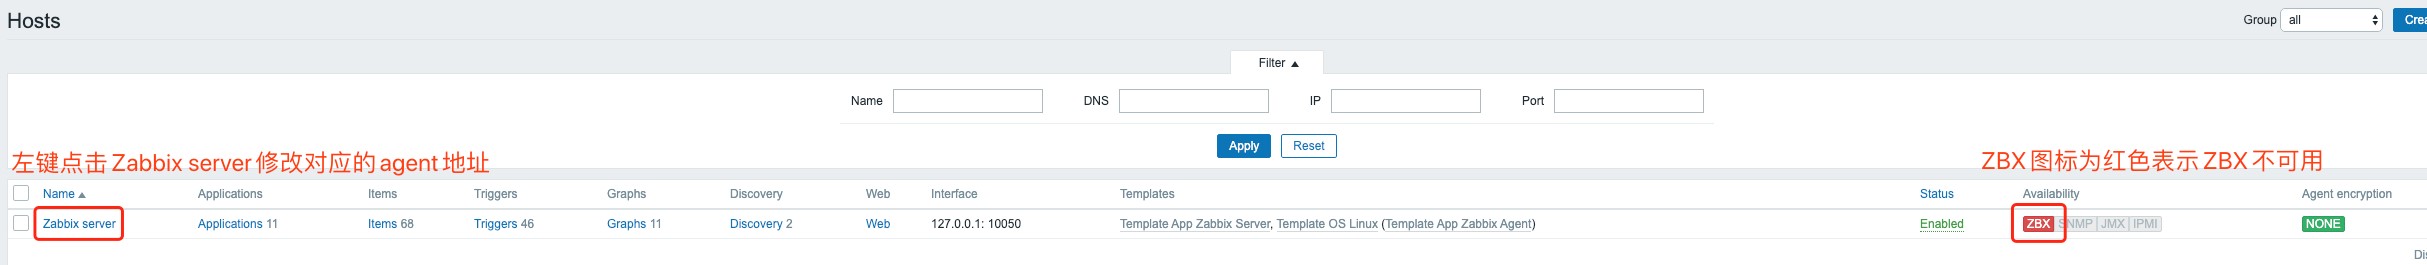 Hosts
Group all Crea
Filter ▲
Name DNS IP Port
Apply Reset
左键点击 Zabbix server 修改对应的 agent 地址
ZBX 图标为红色表示 ZBX 不可用
Name ▲ Applications Items Triggers Graphs Discovery Web Interface Templates Status Availability Agent encryption
Zabbix server Applications 11 Items 68 Triggers 46 Graphs 11 Discovery 2 Web 127.0.0.1: 10050 Template App Zabbix Server, Template OS Linux (Template App Zabbix Agent) Enabled ZBX SNMP JMX IPMI NONE
Di